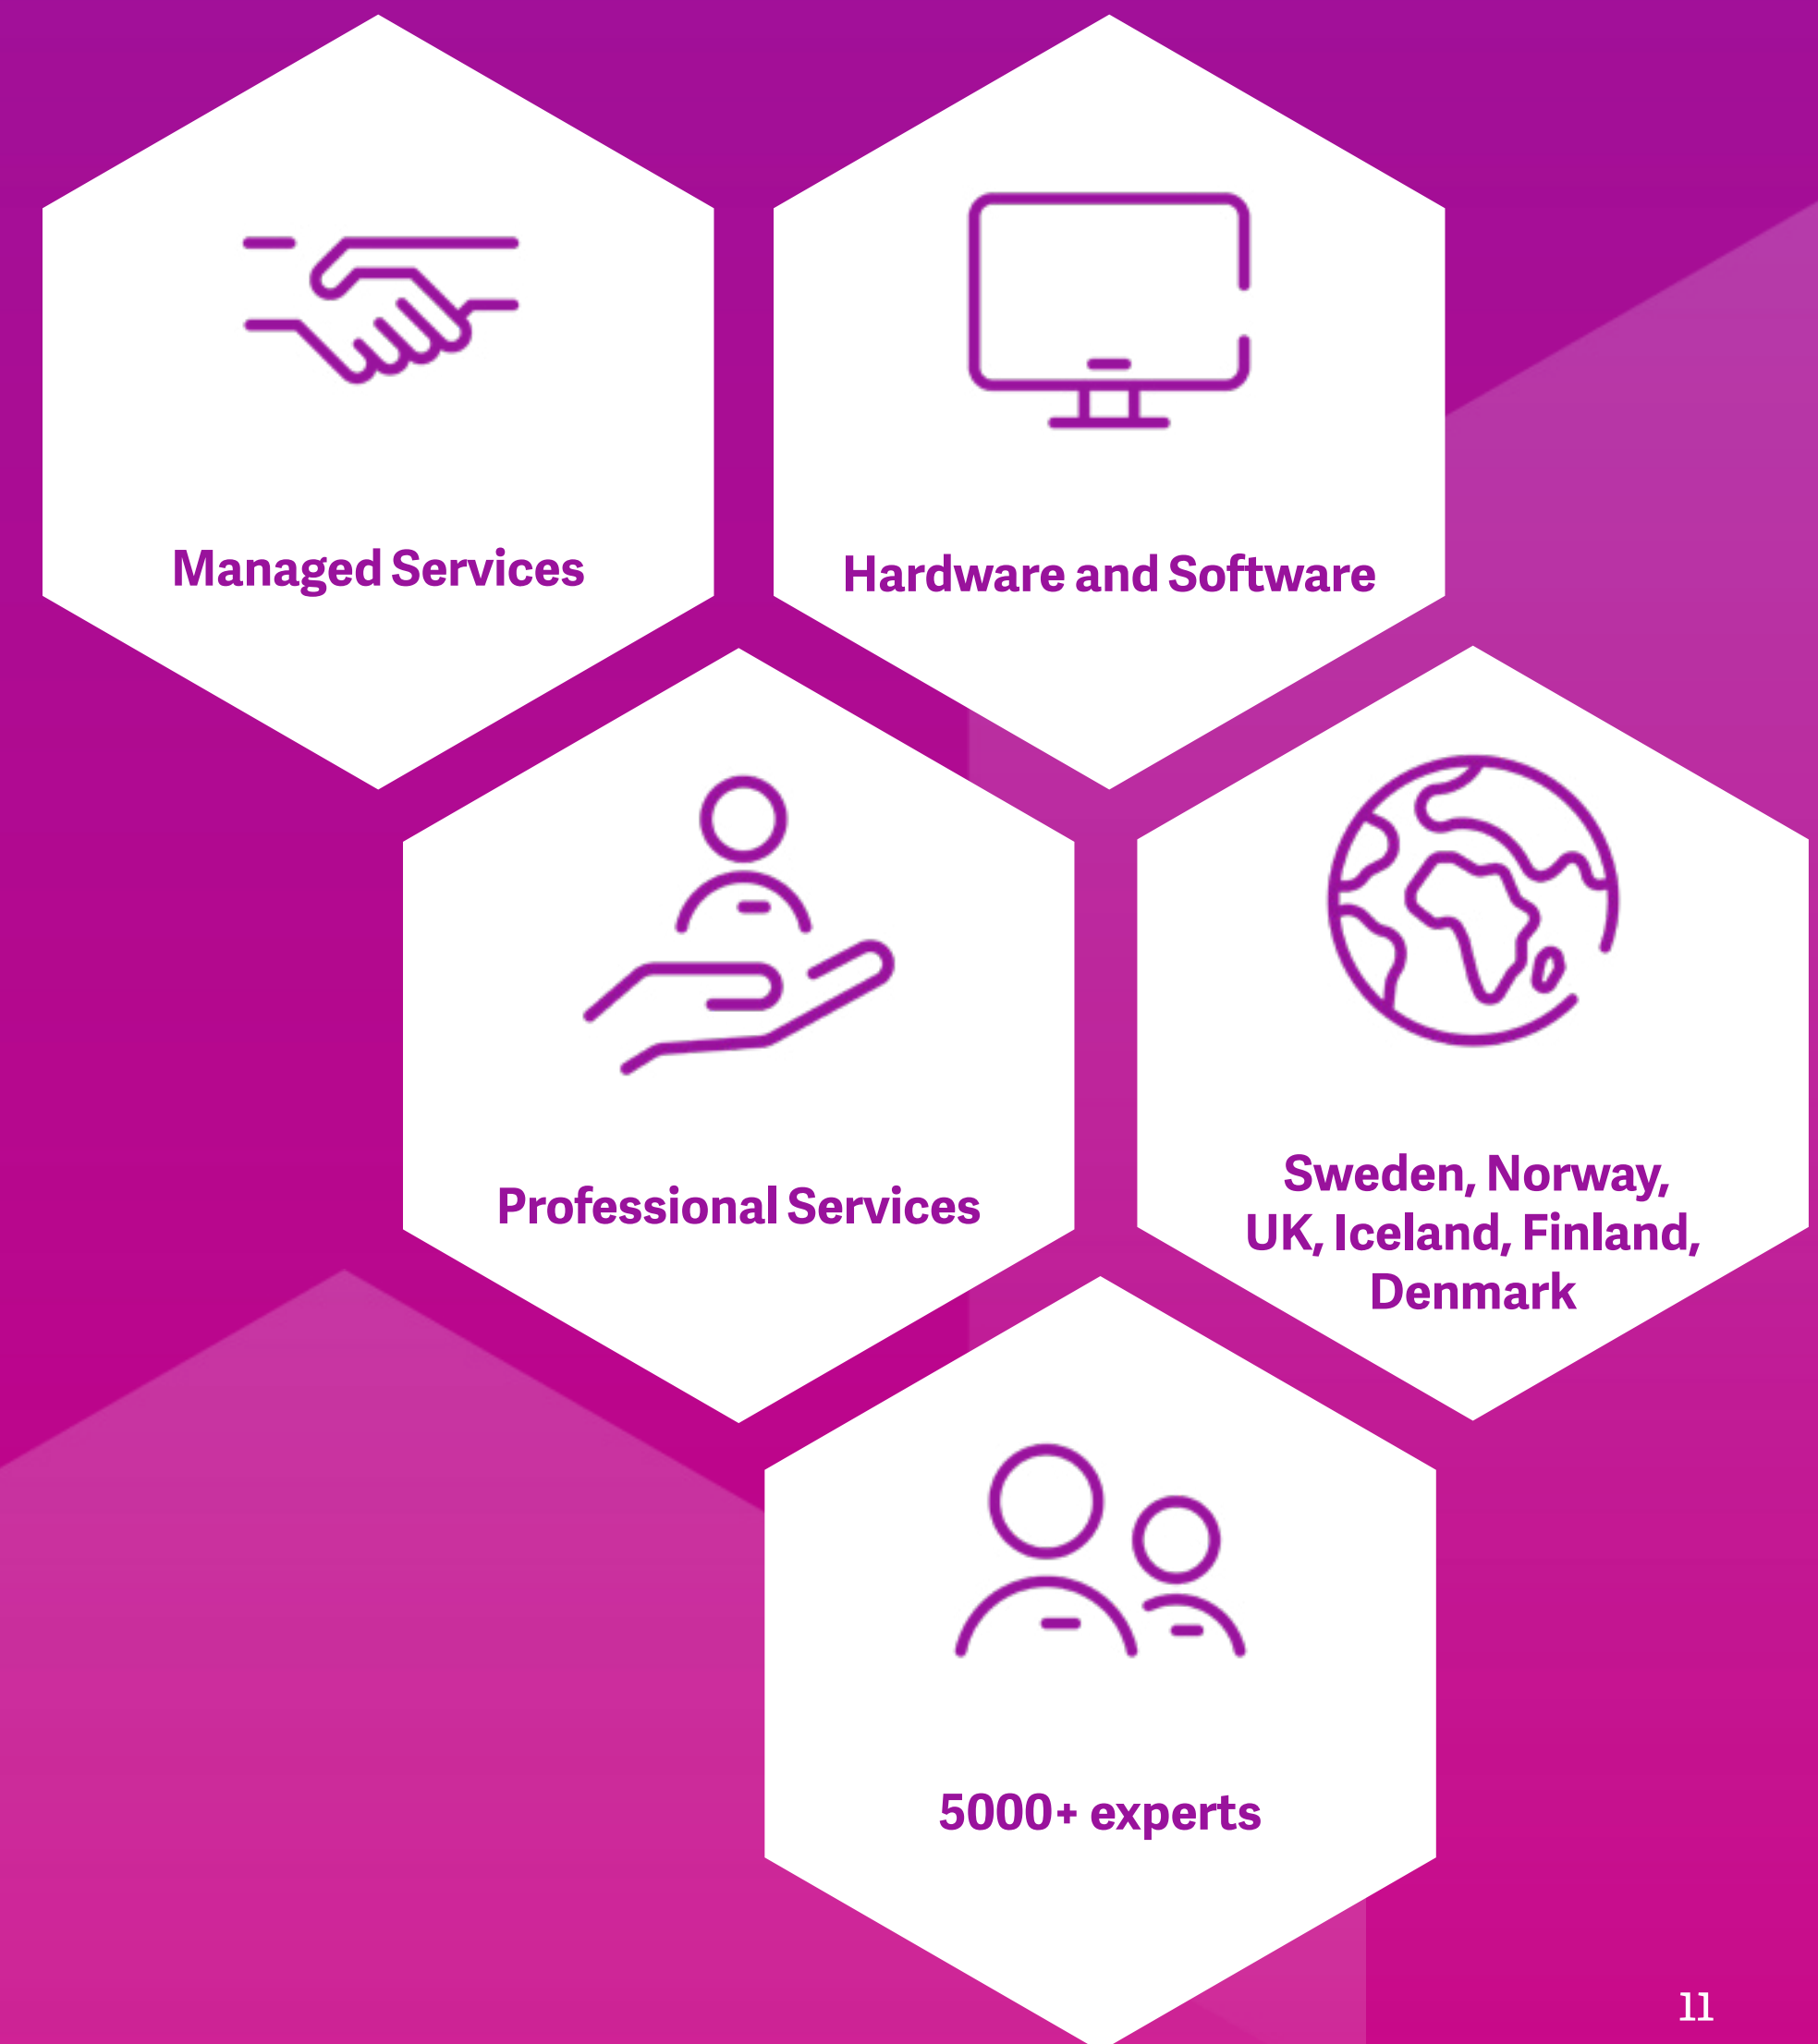 Managed Services
Hardware and Software
Professional Services
Sweden, Norway,
UK, Iceland, Finland,
Denmark
5000+ experts
11